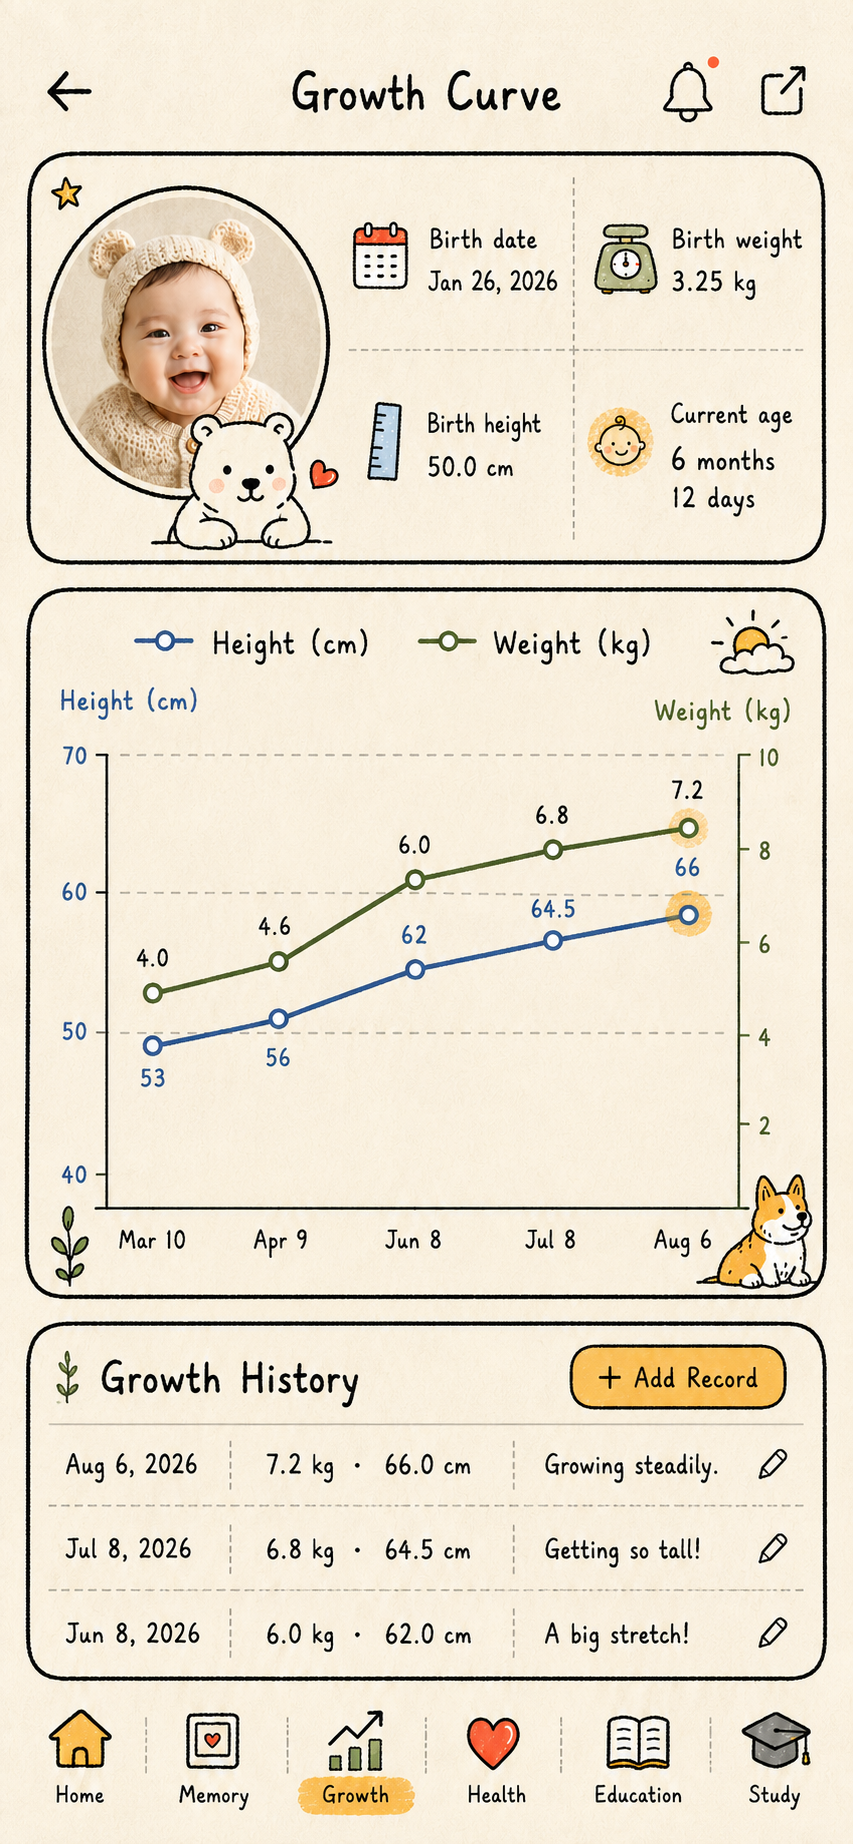 Growth Curve
Birth date
Jan 26, 2026
Birth weight
3.25 kg
Birth height
50.0 cm
Current age
6 months
12 days
Height (cm)
Weight (kg)
Height (cm)
Weight (kg)
70
60
50
40
10
8
6
4
2
4.0
4.6
6.0
6.8
7.2
53
56
62
64.5
66
Mar 10
Apr 9
Jun 8
Jul 8
Aug 6
Growth History
+ Add Record
Aug 6, 2026
7.2 kg · 66.0 cm
Growing steadily.
Jul 8, 2026
6.8 kg · 64.5 cm
Getting so tall!
Jun 8, 2026
6.0 kg · 62.0 cm
A big stretch!
Home
Memory
Growth
Health
Education
Study